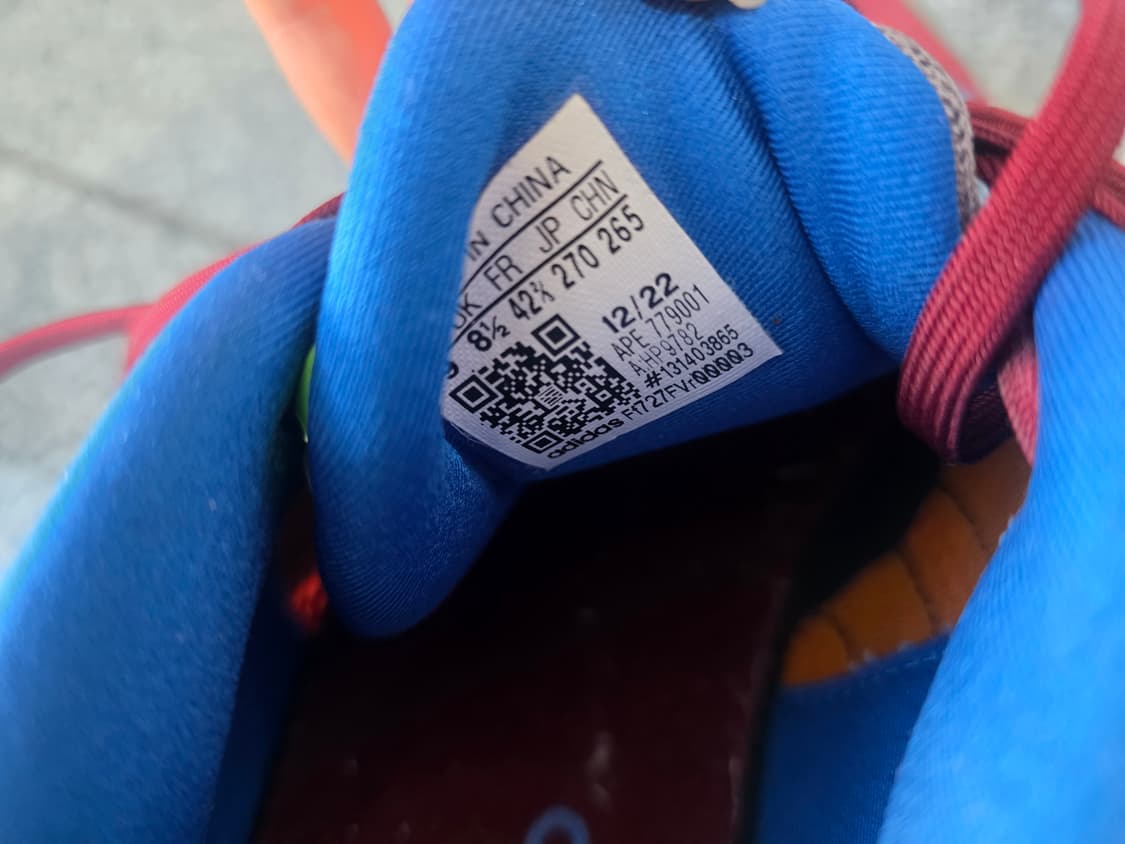 IN CHINA
UK FR JP CHN
8½ 42⅔ 270 265
12/22
APE 779001
AHP9782
#131403865
adidas